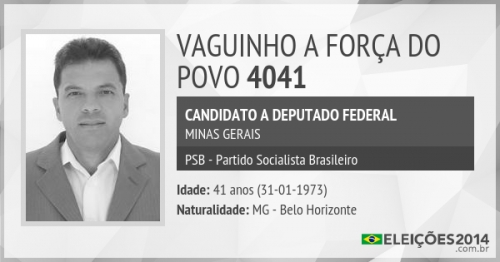 VAGUINHO A FORÇA DO
POVO 4041
CANDIDATO A DEPUTADO FEDERAL
MINAS GERAIS
PSB - Partido Socialista Brasileiro
Idade: 41 anos (31-01-1973)
Naturalidade: MG - Belo Horizonte
ELEIÇÕES2014
.com.br